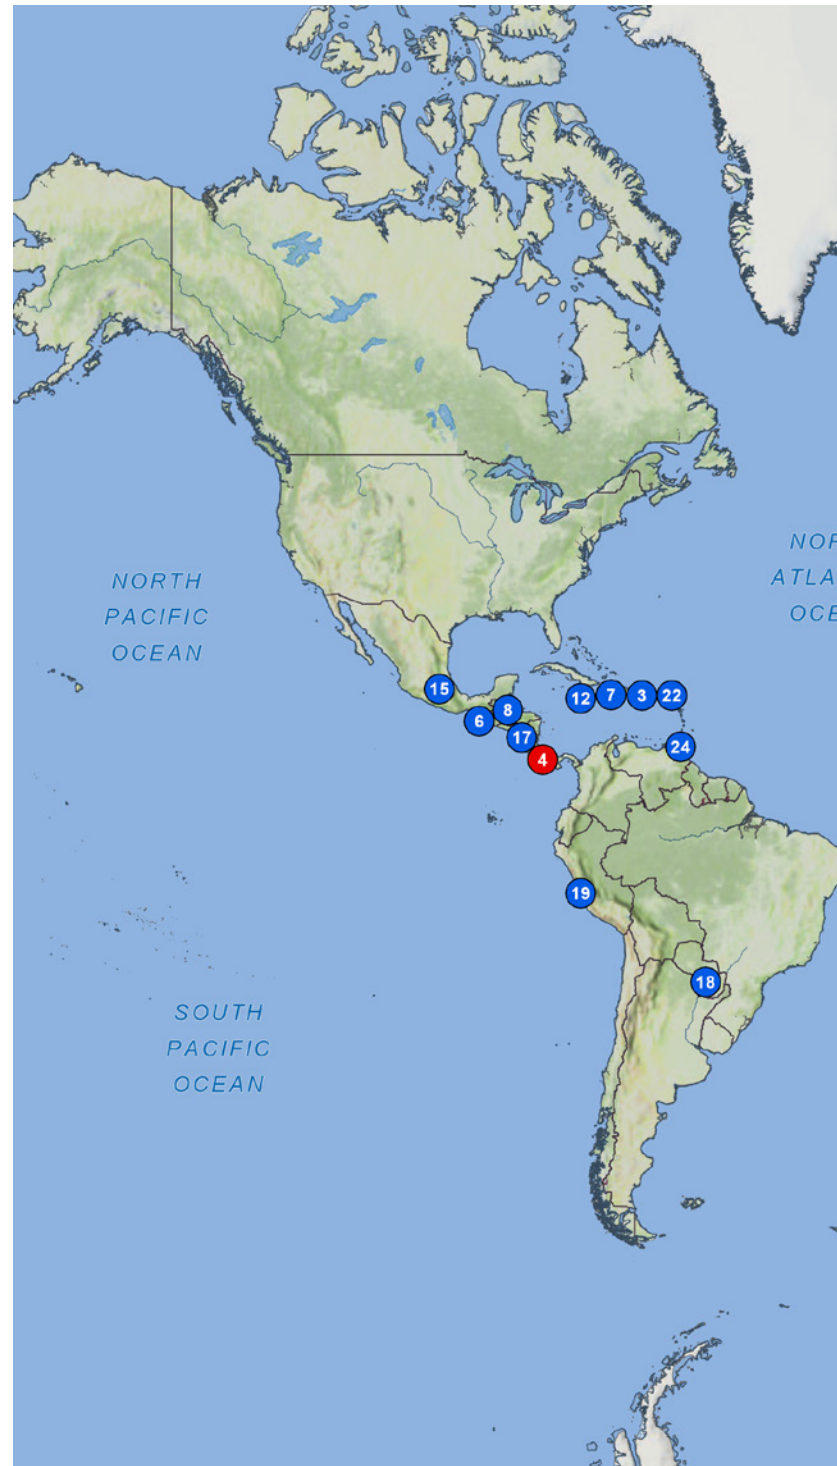 NORTH
PACIFIC
OCEAN
NOR
ATLA
OCE
15
12
7
3
22
6
8
17
4
24
19
18
SOUTH
PACIFIC
OCEAN